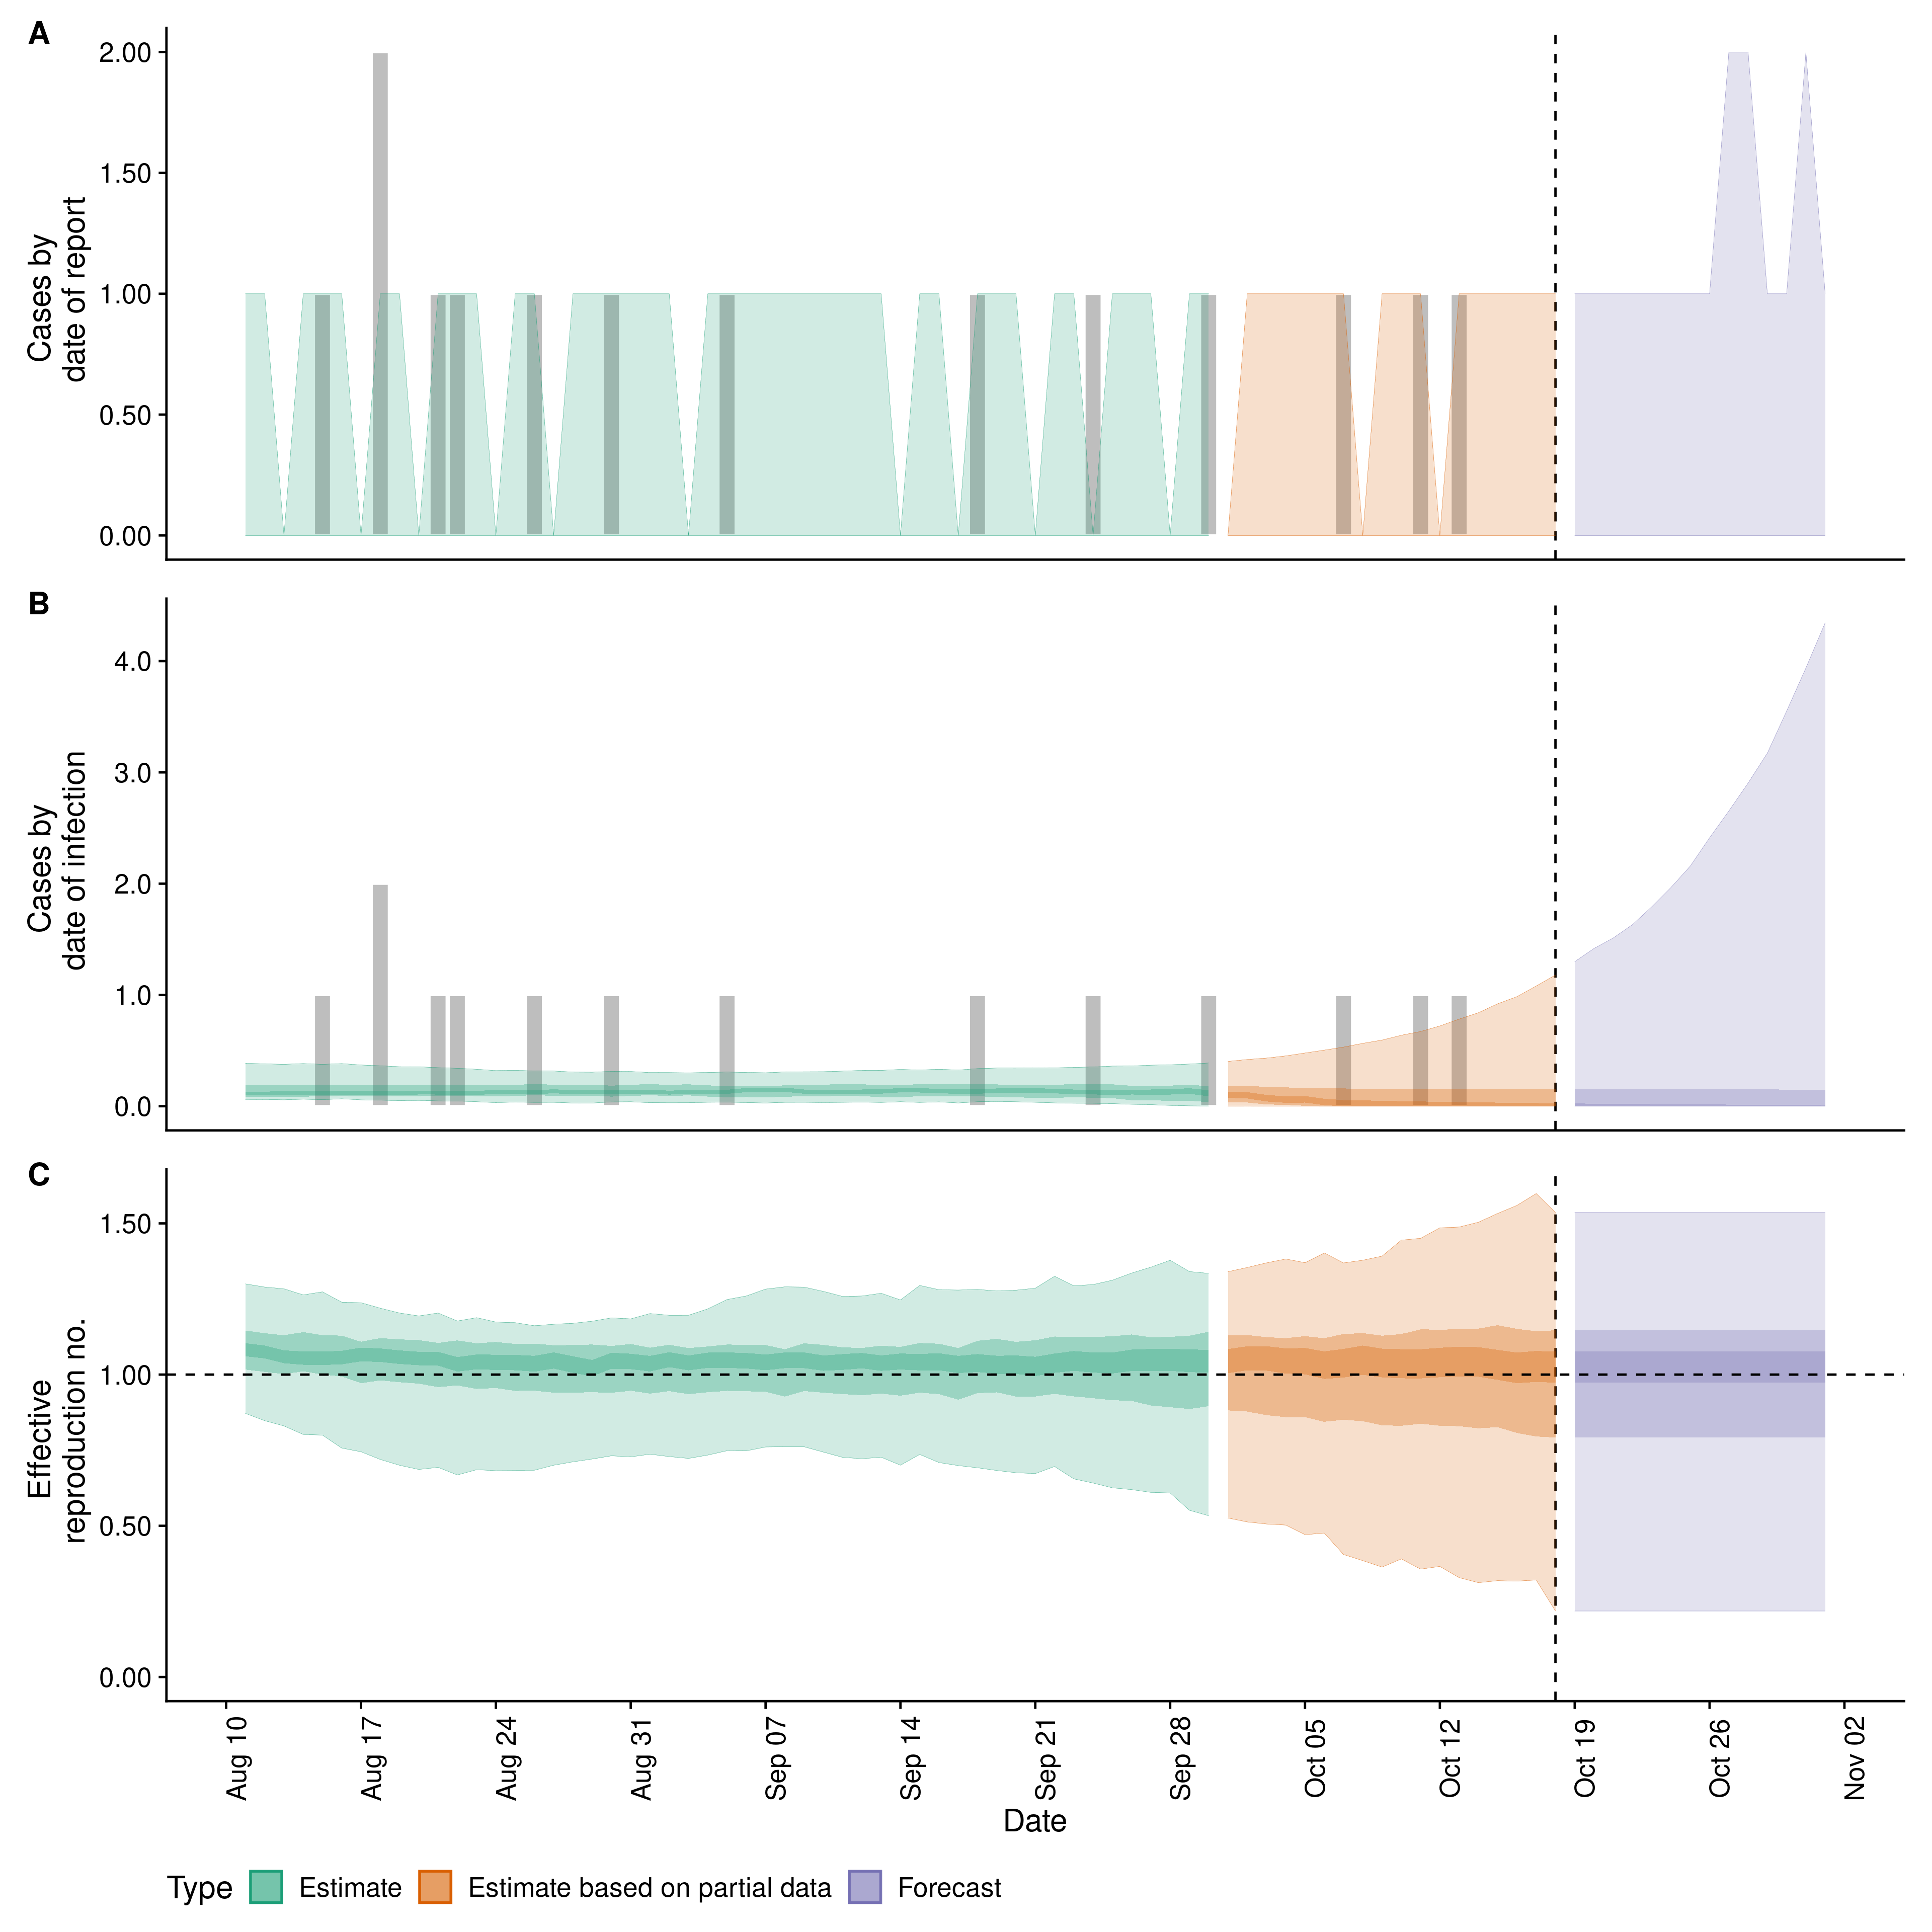 A
Cases by
date of report
2.00
1.50
1.00
0.50
0.00
B
Cases by
date of infection
4.0
3.0
2.0
1.0
0.0
C
Effective
reproduction no.
1.50
1.00
0.50
0.00
Aug 10
Aug 17
Aug 24
Aug 31
Sep 07
Sep 14
Sep 21
Sep 28
Oct 05
Oct 12
Oct 19
Oct 26
Nov 02
Date
Type Estimate Estimate based on partial data Forecast